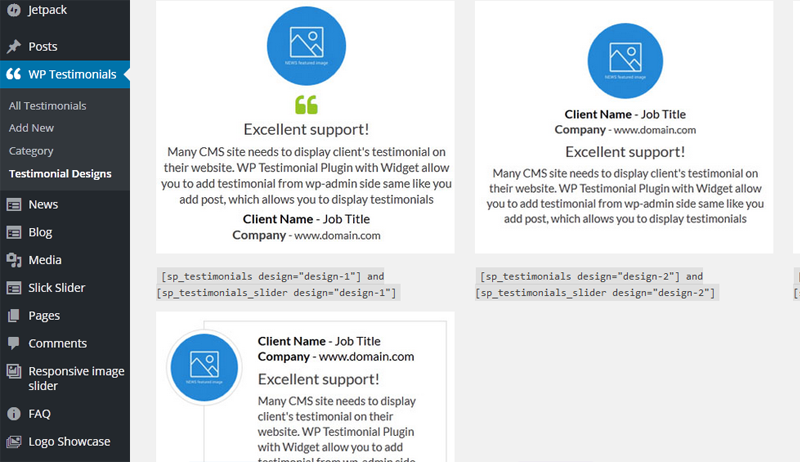 Jetpack
Posts
WP Testimonials
All Testimonials
Add New
Category
Testimonial Designs
News
Blog
Media
Slick Slider
Pages
Comments
Responsive image
slider
FAQ
Logo Showcase
NEWS featured image
Excellent support!
Many CMS site needs to display client's testimonial on
their website. WP Testimonial Plugin with Widget allow
you to add testimonial from wp-admin side same like you
add post, which allows you to display testimonials
Client Name - Job Title
Company - www.domain.com
[sp_testimonials design="design-1"] and
[sp_testimonials_slider design="design-1"]
NEWS featured image
Client Name - Job Title
Company - www.domain.com
Excellent support!
Many CMS site needs to display client's testimonial on
their website. WP Testimonial Plugin with Widget allow
you to add testimonial from wp-admin side same like you
add post, which allows you to display testimonials
[sp_testimonials design="design-2"] and
[sp_testimonials_slider design="design-2"]
NEWS featured image
Client Name - Job Title
Company - www.domain.com
Excellent support!
Many CMS site needs to display
client's testimonial on their
website. WP Testimonial Plugin
with Widget allow you to add
testimonial from wp-admin side